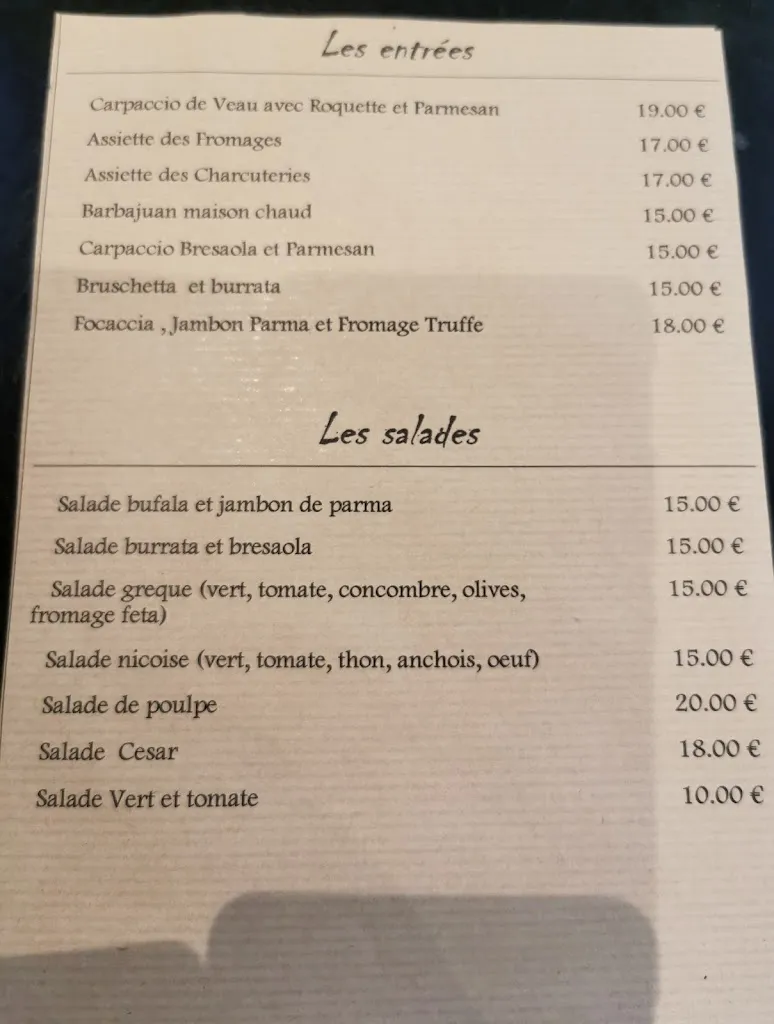 Les entrées
Carpaccio de Veau avec Roquette et Parmesan 19.00 €
Assiette des Fromages 17.00 €
Assiette des Charcuteries 17.00 €
Barbajuan maison chaud 15.00 €
Carpaccio Bresaola et Parmesan 15.00 €
Bruschetta et burrata 15.00 €
Focaccia , Jambon Parma et Fromage Truffe 18.00 €
Les salades
Salade bufala et jambon de parma 15.00 €
Salade burrata et bresaola 15.00 €
Salade greque (vert, tomate, concombre, olives, 15.00 €
fromage feta)
Salade nicoise (vert, tomate, thon, anchois, oeuf) 15.00 €
Salade de poulpe 20.00 €
Salade Cesar 18.00 €
Salade Vert et tomate 10.00 €